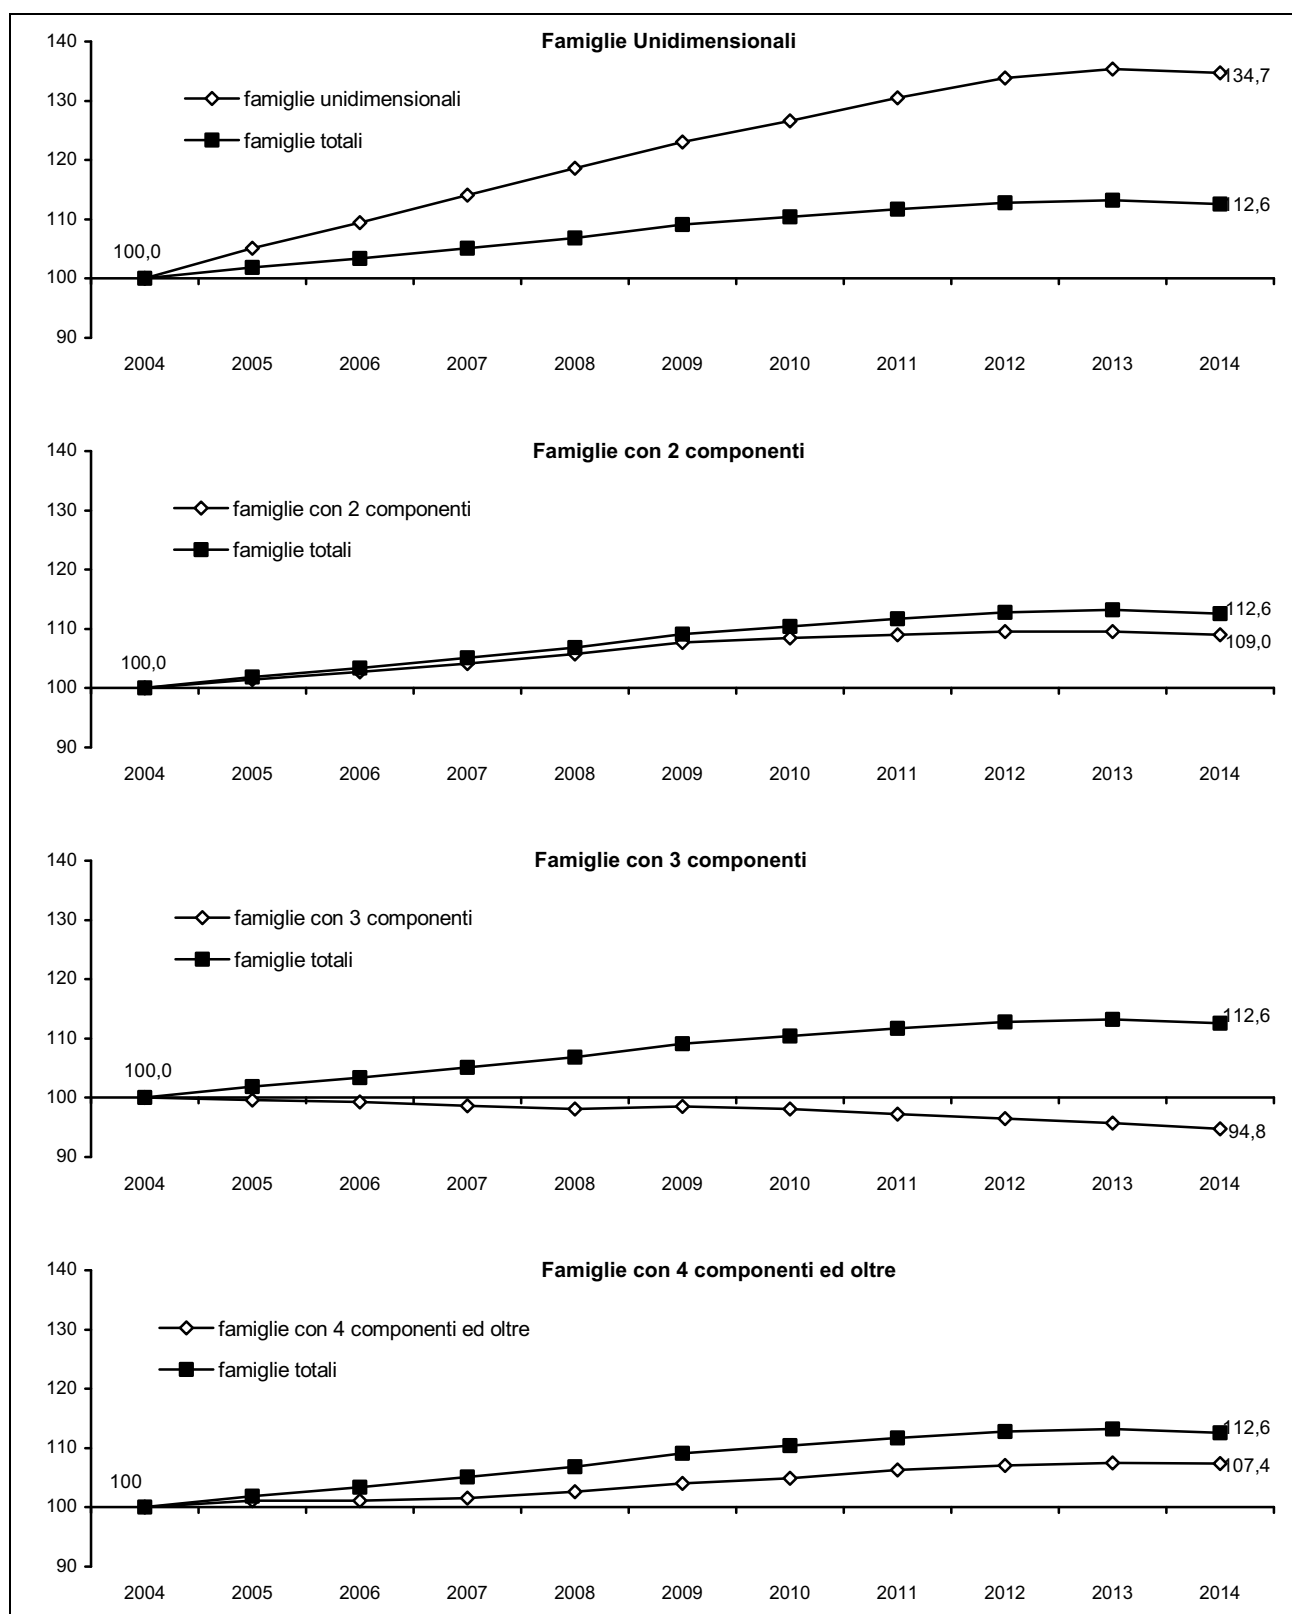 Famiglie Unidimensionali
140
130
120
110
100
90
famiglie unidimensionali
famiglie totali
100,0
134,7
112,6
2004 2005 2006 2007 2008 2009 2010 2011 2012 2013 2014
Famiglie con 2 componenti
140
130
120
110
100
90
famiglie con 2 componenti
famiglie totali
100,0
112,6
109,0
2004 2005 2006 2007 2008 2009 2010 2011 2012 2013 2014
Famiglie con 3 componenti
140
130
120
110
100
90
famiglie con 3 componenti
famiglie totali
100,0
112,6
94,8
2004 2005 2006 2007 2008 2009 2010 2011 2012 2013 2014
Famiglie con 4 componenti ed oltre
140
130
120
110
100
90
famiglie con 4 componenti ed oltre
famiglie totali
100
112,6
107,4
2004 2005 2006 2007 2008 2009 2010 2011 2012 2013 2014